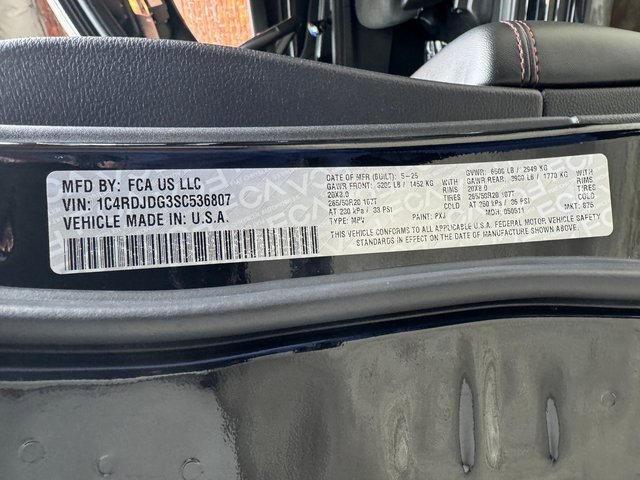 MFD BY: FCA US LLC
VIN: 1C4RDJDG3SC536807
VEHICLE MADE IN: U.S.A.
DATE OF MFR (BUILT): 5-25 GVWR: 6500 LB / 2949 KG
GAWR FRONT: 3200 LB / 1452 KG WITH GAWR REAR: 3900 LB / 1770 KG WITH
20X8.0 RIMS 20X8.0 RIMS
265/50R20 107T TIRES 265/50R20 107T TIRES
AT 230 kPa / 33 PSI COLD AT 250 kPa / 36 PSI COLD
TYPE: MPV PAINT: PXJ MDH: 050511 MKT: 875
THIS VEHICLE CONFORMS TO ALL APPLICABLE U.S.A. FEDERAL MOTOR VEHICLE SAFETY
STANDARDS IN EFFECT ON THE DATE OF MANUFACTURE SHOWN ABOVE.